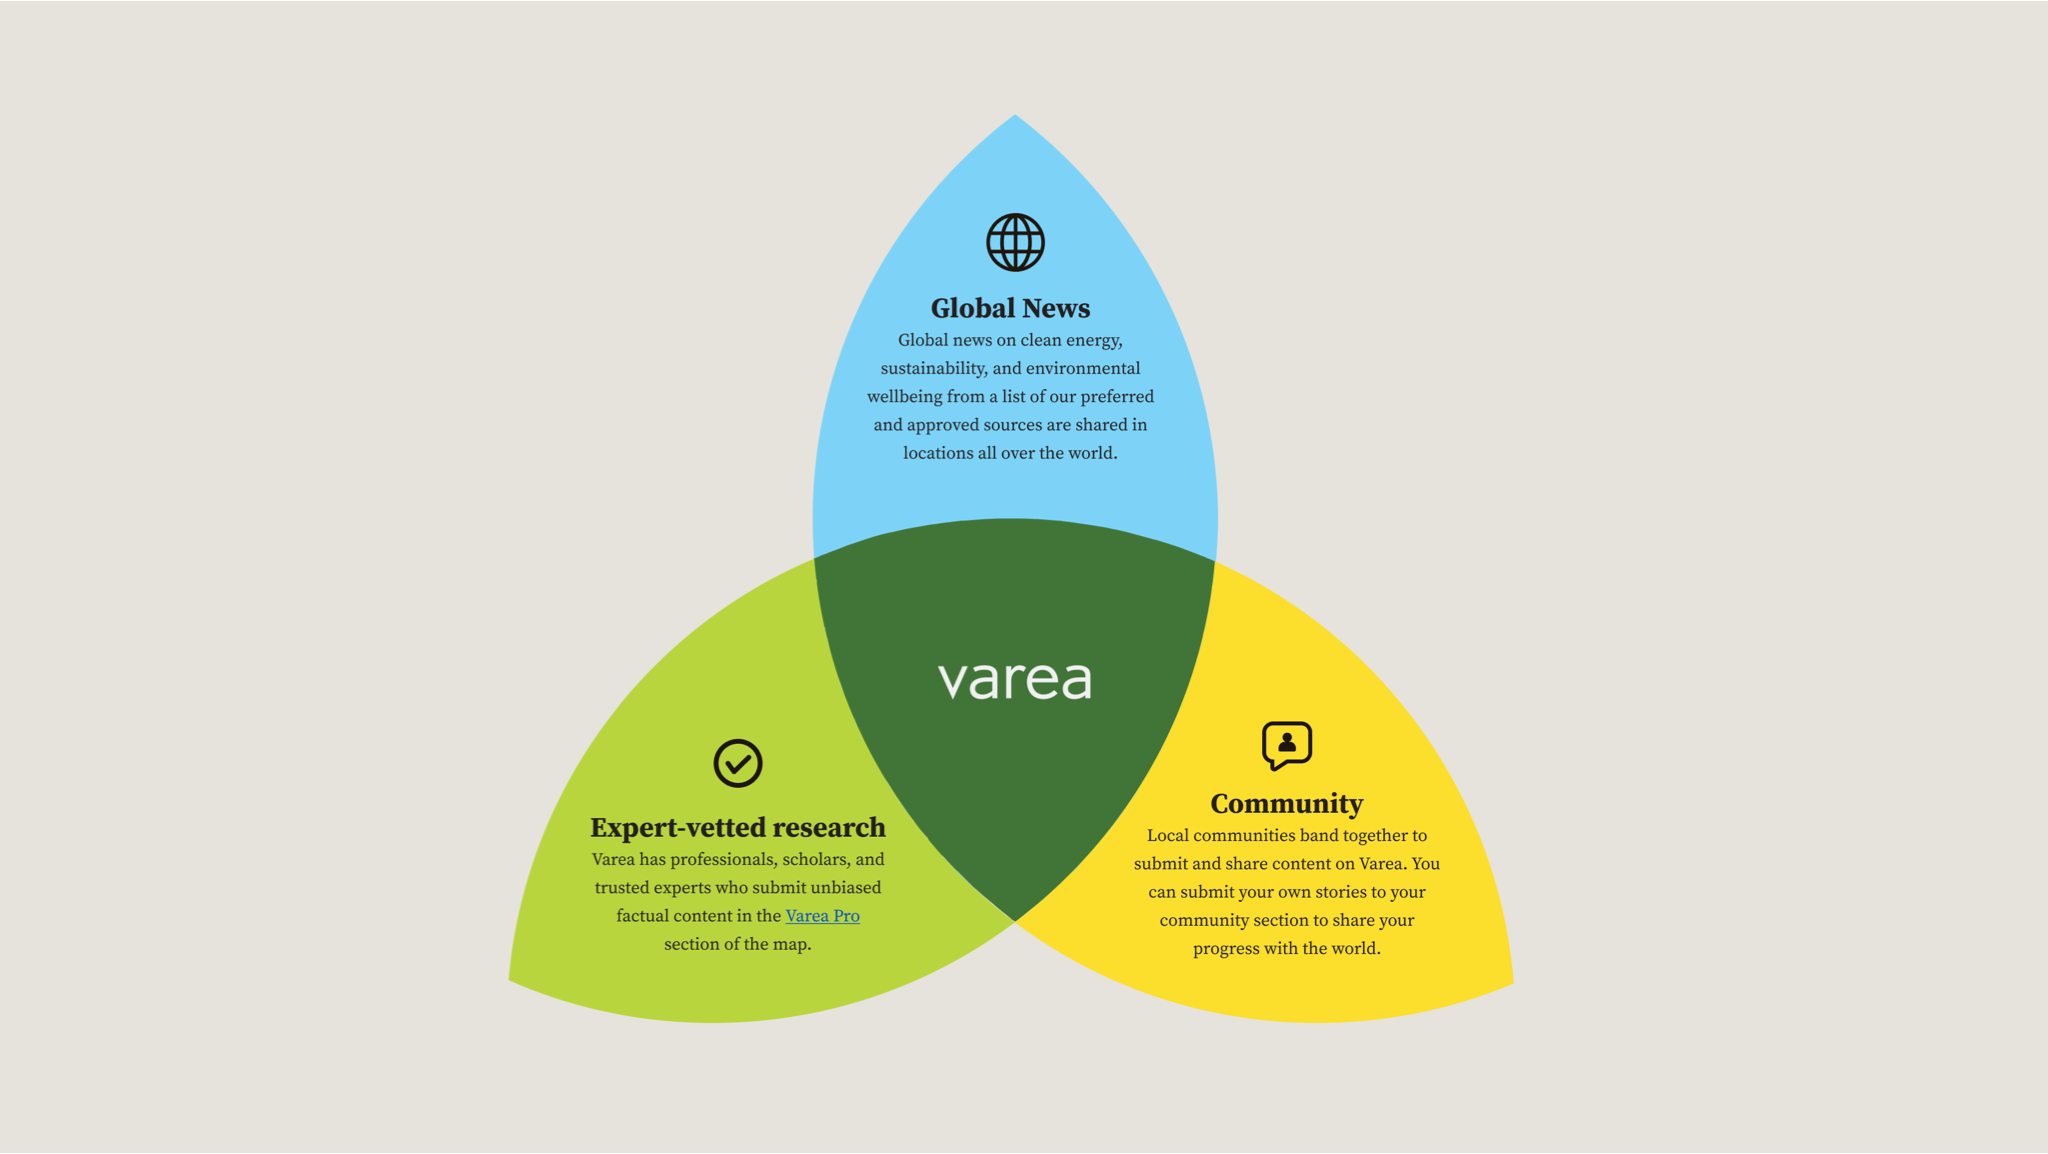 Global News
Global news on clean energy,
sustainability, and environmental
wellbeing from a list of our preferred
and approved sources are shared in
locations all over the world.
varea
Expert-vetted research
Varea has professionals, scholars, and
trusted experts who submit unbiased
factual content in the Varea Pro
section of the map.
Community
Local communities band together to
submit and share content on Varea. You
can submit your own stories to your
community section to share your
progress with the world.